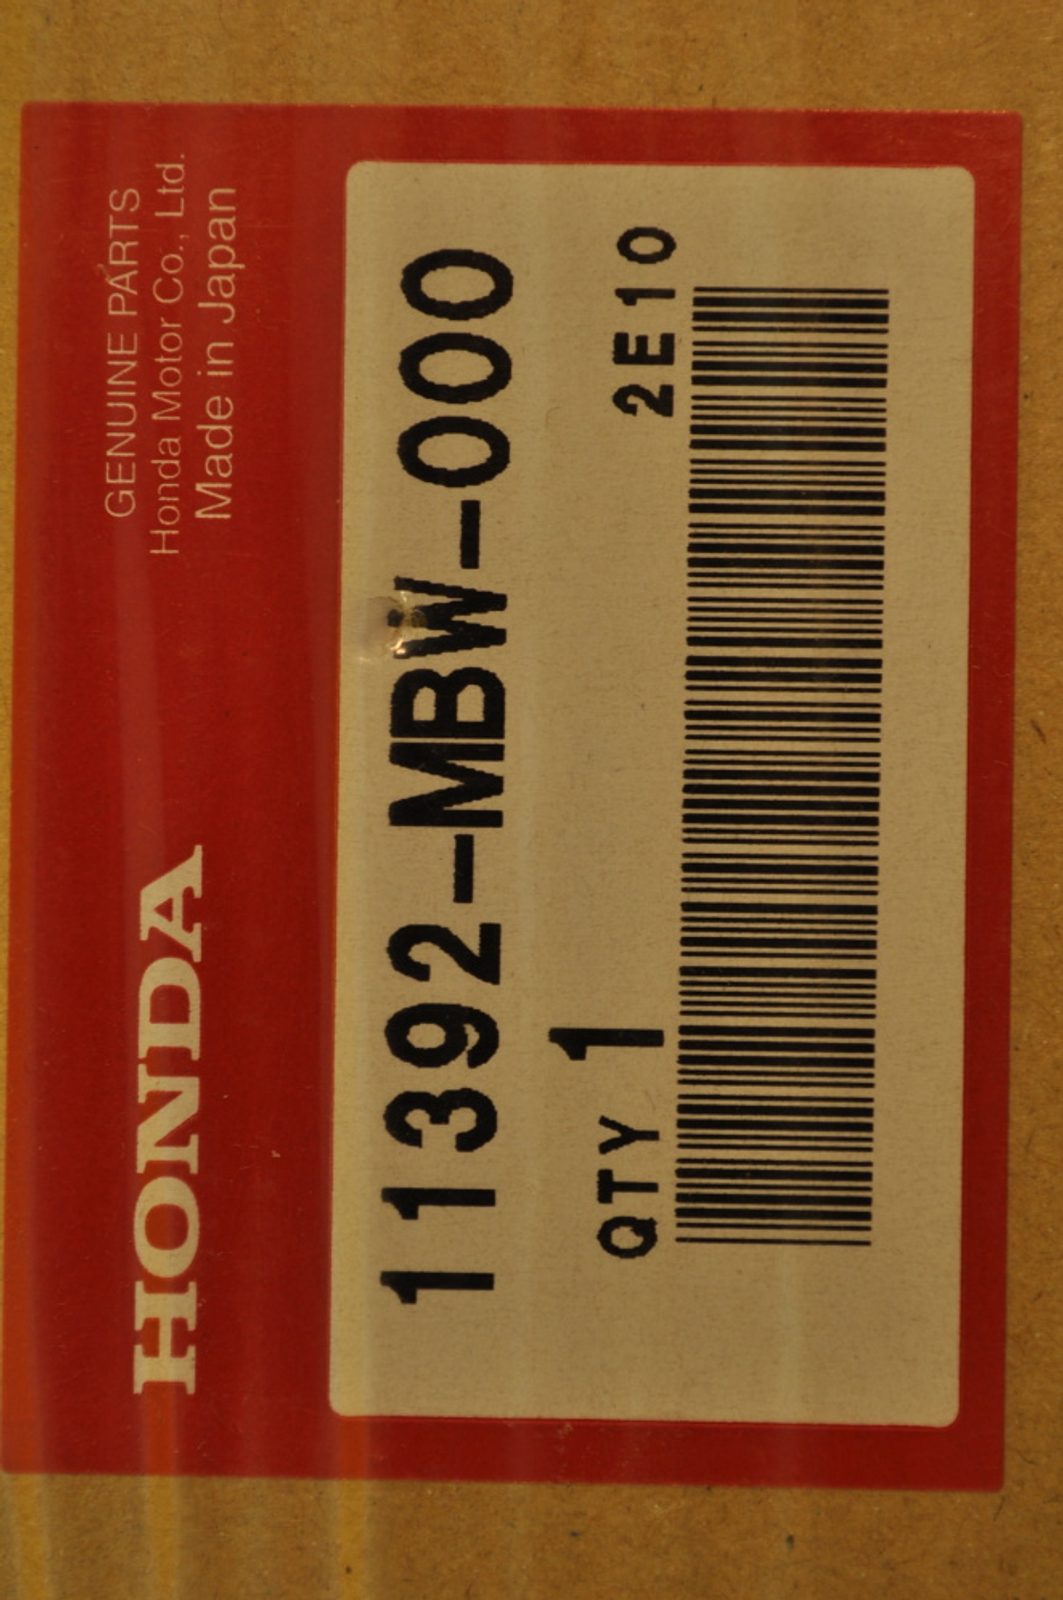 HONDA
GENUINE PARTS
Honda Motor Co., Ltd.
Made in Japan
11392-MBW-000
QTY 1
2E10